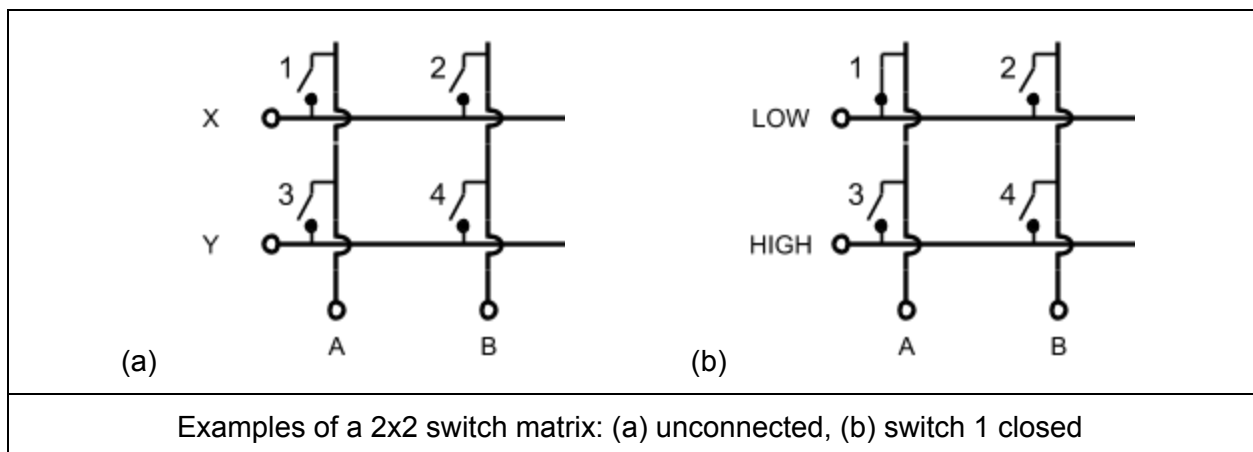 1 2
X
3 4
Y
A B
(a)
1 2
LOW
3 4
HIGH
A B
(b)
Examples of a 2x2 switch matrix: (a) unconnected, (b) switch 1 closed